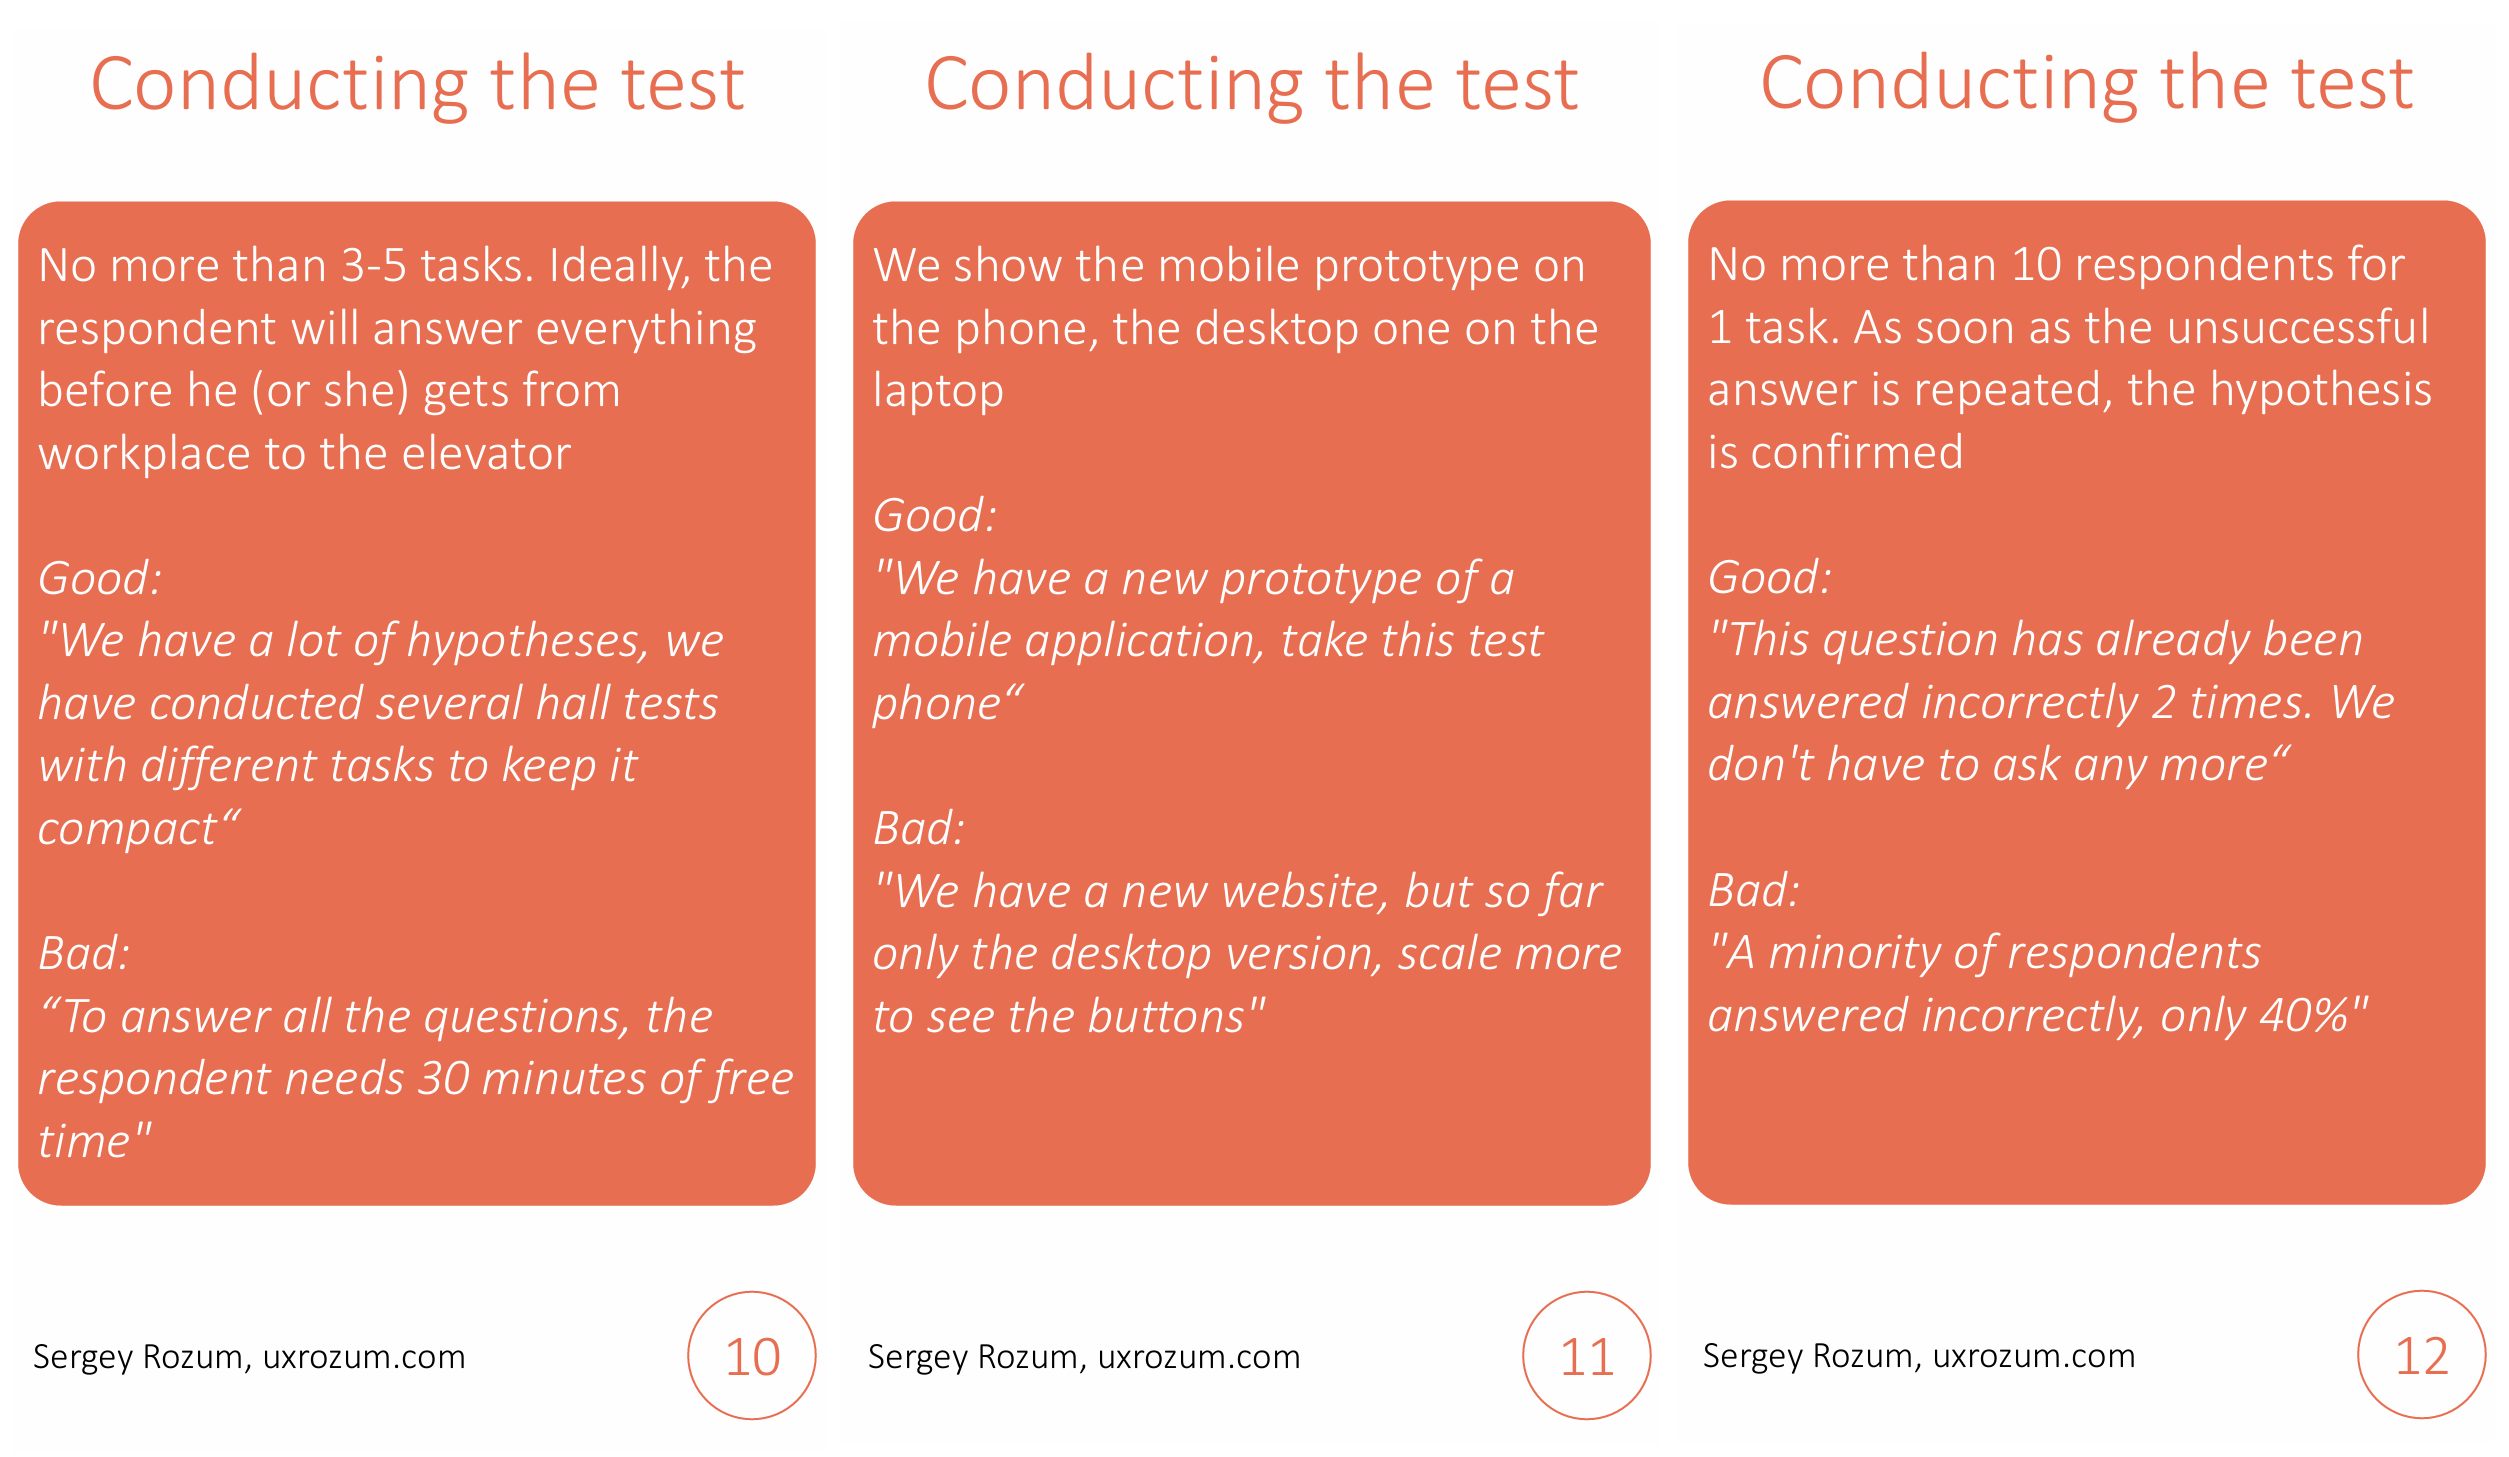 Conducting the test
No more than 3-5 tasks. Ideally, the
respondent will answer everything
before he (or she) gets from
workplace to the elevator
Good:
"We have a lot of hypotheses, we
have conducted several hall tests
with different tasks to keep it
compact“
Bad:
“To answer all the questions, the
respondent needs 30 minutes of free
time"
Sergey Rozum, uxrozum.com
10
Conducting the test
We show the mobile prototype on
the phone, the desktop one on the
laptop
Good:
"We have a new prototype of a
mobile application, take this test
phone“
Bad:
"We have a new website, but so far
only the desktop version, scale more
to see the buttons"
Sergey Rozum, uxrozum.com
11
Conducting the test
No more than 10 respondents for
1 task. As soon as the unsuccessful
answer is repeated, the hypothesis
is confirmed
Good:
"This question has already been
answered incorrectly 2 times. We
don't have to ask any more“
Bad:
"A minority of respondents
answered incorrectly, only 40%"
Sergey Rozum, uxrozum.com
12